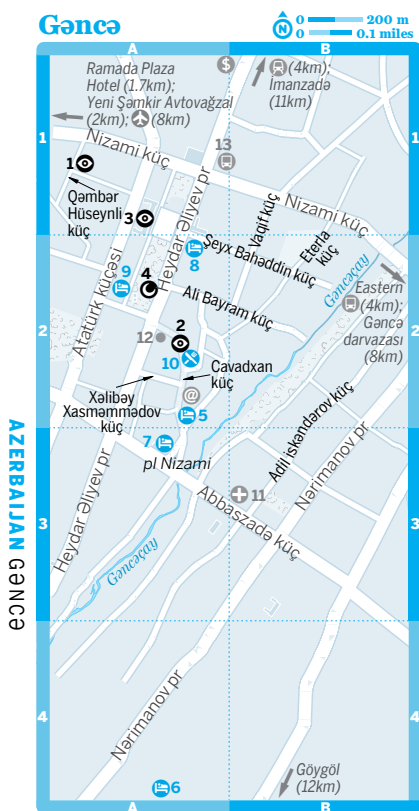 Gəncə
0 200 m
0 0.1 miles
N
A
B
Ramada Plaza
Hotel (1.7km);
Yeni Şəmkir Avtovağzal
(2km); (8km)
$
(4km);
İmanzadə
(11km)
1
1
Nizami küç
13
1
Qəmbər
Hüseynli
küç
3
Heydər Əliyev pr
Vaqif küç
Nizami küç
Eterla
küç
Şeyx Bahəddin küç
8
Atatürk küçəsi
9
4
Gəncəçay
Eastern
(4km);
Gəncə
darvazası
(8km)
Ali Bayram küç
2
2
12
2
10
Cavadxan
küç
Xəlibəy
Xasməmmədov
küç
@
5
7
pl Nizami
Adil iskəndərov küç
Nərimanov pr
11
Abbaszadə küç
3
3
Heydər Əliyev pr
Gəncəçay
AZERBAIJAN GƏNCƏ
4
4
Nərimanov pr
6
Göygöl
(12km)
A
B